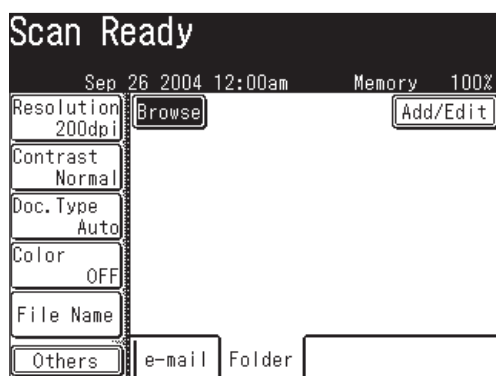 Scan Ready
Sep 26 2004 12:00am Memory 100%
Resolution
200dpi
Browse
Add/Edit
Contrast
Normal
Doc.Type
Auto
Color
OFF
File Name
Others
e-mail
Folder